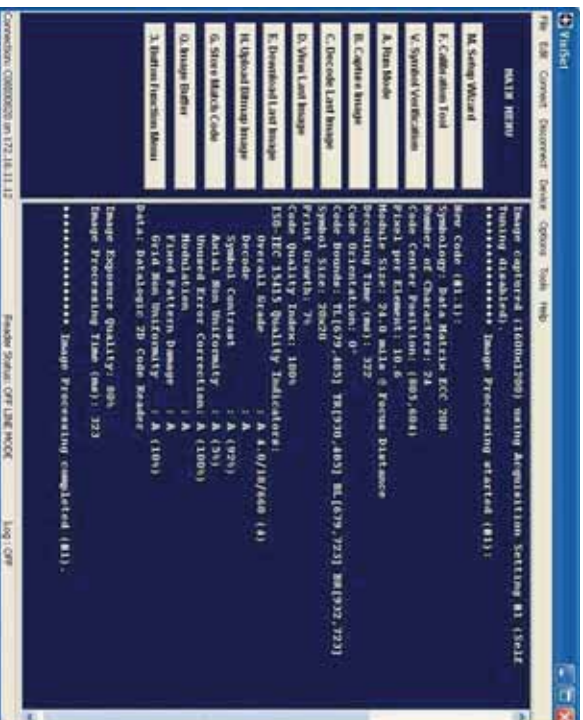 VisiSet
File Edit Connect Disconnect Device Options Tools Help
MAIN MENU
M. Setup Wizard
F. Calibration Tool
V. Symbol Verification
A. Run Mode
B. Capture Image
C. Decode Last Image
D. View Last Image
E. Download Last Image
H. Upload Bitmap Image
G. Store Match Code
Q. Image Buffer
3. Button Function Menu
Image captured (1600x1200) using Acquisition Setting #1 (Self
Tuning disabled).
Image Processing started (#1):
New Code (#1.1):
Symbology: Data Matrix ECC 200
Number of Characters: 24
Code Center Position: (805,604)
Pixel per Element: 10.6
Module Size: 24.0 mils @ Focus Distance
Decoding Time (ms): 322
Code Orientation: 0°
Code Bounds: TL[679,485] TR[930,485] BL[679,723] BR[932,723]
Symbol Size: 20x20
Print Growth: 7%
Code Quality Index: 100%
ISO-IEC 15415 Quality Indicators:
Overall Grade : A 4.0/10/660 (4)
Decode : A
Symbol Contrast : A (92%)
Axial Non Uniformity : A (5%)
Unused Error Correction: A (100%)
Modulation : A
Fixed Pattern Damage : A
Grid Non Uniformity : A (10%)
Data: Datalogic 2D Code Reader
Image Exposure Quality: 80%
Image Processing Time (ms): 323
Image Processing completed (#1).
Reader Status: OFF LINE MODE
Log: OFF